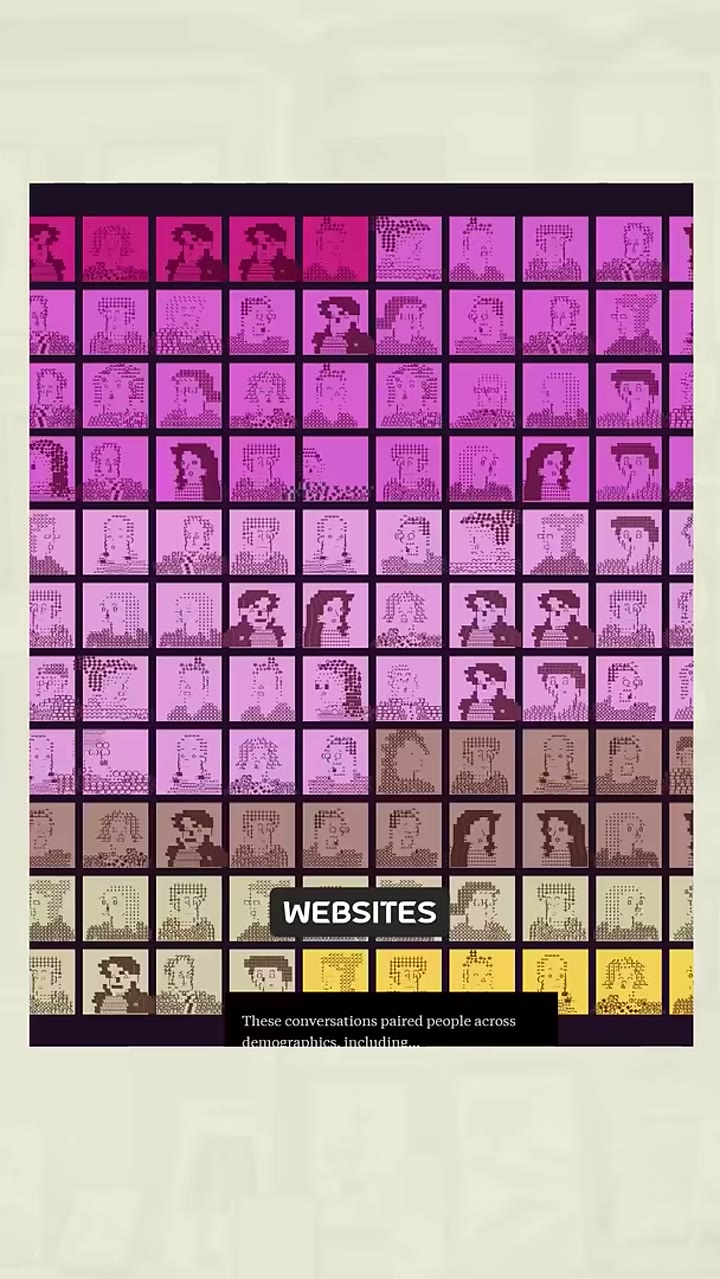 WEBSITES
These conversations paired people across
demographics, including...